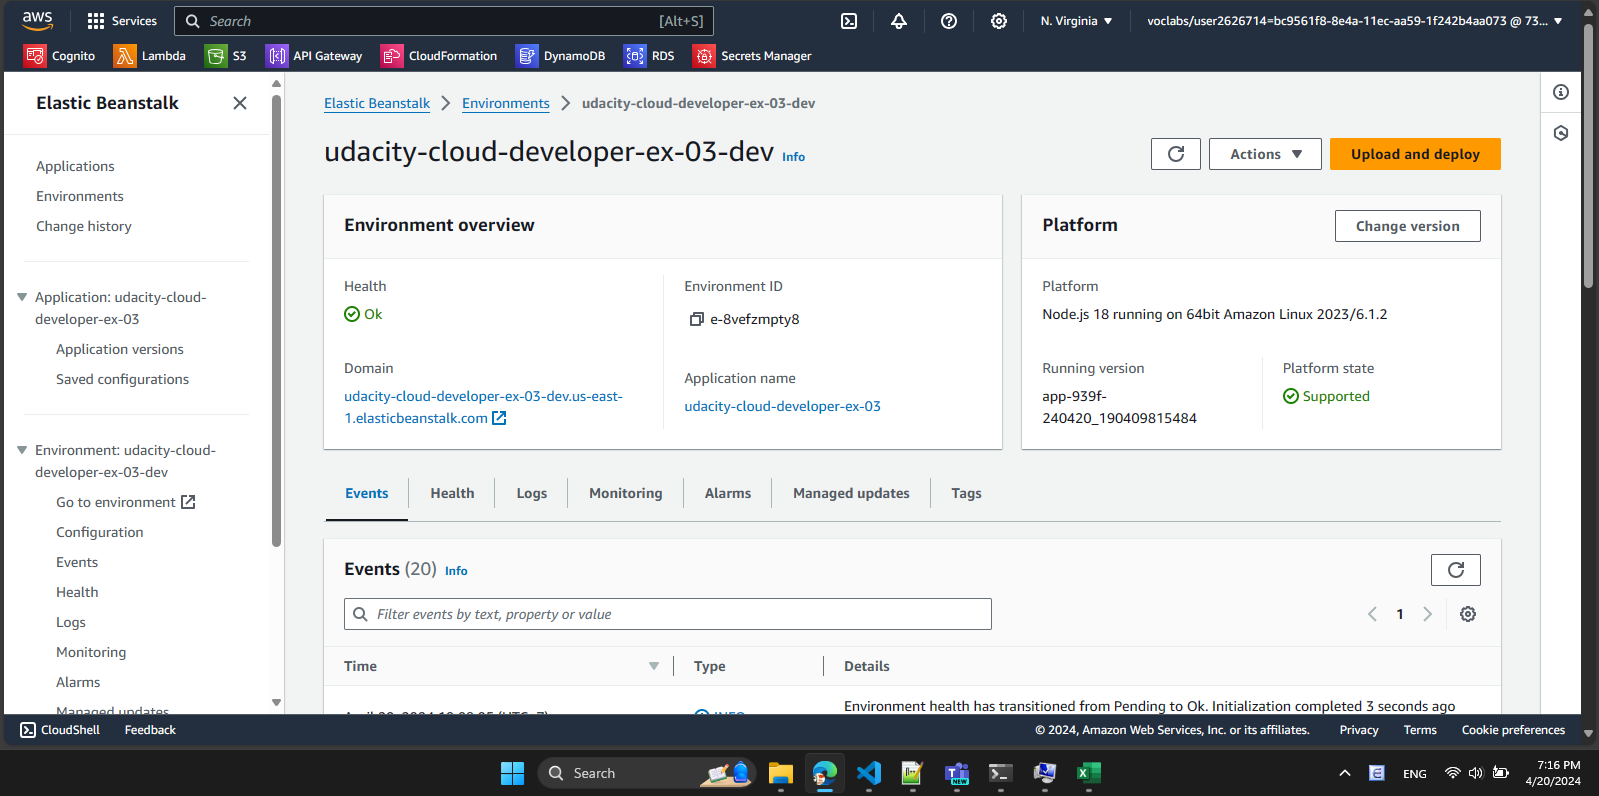 aws
Services
Search
[Alt+S]
N. Virginia
voclabs/user2626714=bc9561f8-8e4a-11ec-aa59-1f242b4aa073 @ 73...
Cognito
Lambda
S3
API Gateway
CloudFormation
DynamoDB
RDS
Secrets Manager
Elastic Beanstalk
Applications
Environments
Change history
Application: udacity-cloud-
developer-ex-03
Application versions
Saved configurations
Environment: udacity-cloud-
developer-ex-03-dev
Go to environment
Configuration
Events
Health
Logs
Monitoring
Alarms
Managed updates
Elastic Beanstalk
Environments
udacity-cloud-developer-ex-03-dev
udacity-cloud-developer-ex-03-dev Info
Actions
Upload and deploy
Environment overview
Health
Ok
Domain
udacity-cloud-developer-ex-03-dev.us-east-
1.elasticbeanstalk.com
Environment ID
e-8vefzmpty8
Application name
udacity-cloud-developer-ex-03
Platform
Change version
Platform
Node.js 18 running on 64bit Amazon Linux 2023/6.1.2
Running version
app-939f-
240420_190409815484
Platform state
Supported
Events
Health
Logs
Monitoring
Alarms
Managed updates
Tags
Events (20) Info
Filter events by text, property or value
1
Time
Type
Details
INFO
Environment health has transitioned from Pending to Ok. Initialization completed 3 seconds ago
CloudShell
Feedback
© 2024, Amazon Web Services, Inc. or its affiliates.
Privacy
Terms
Cookie preferences
Search
NEW
ENG
7:16 PM
4/20/2024